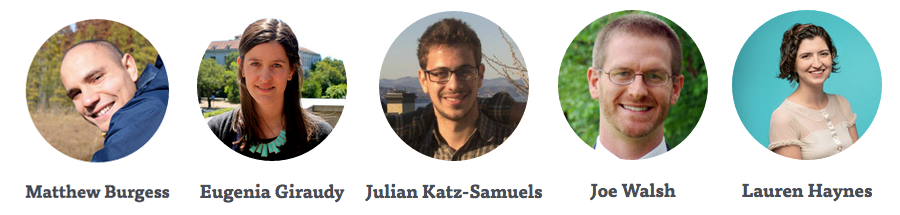 Matthew Burgess
Eugenia Giraudy
Julian Katz-Samuels
Joe Walsh
Lauren Haynes